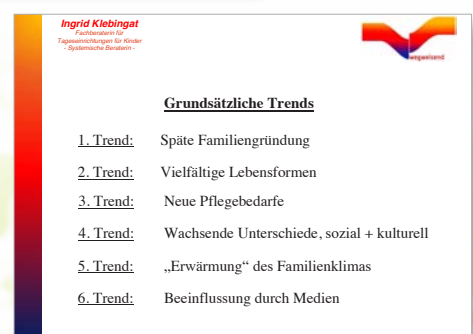 Ingrid Klebingat
Fachberaterin für
Tageseinrichtungen für Kinder
- Systemische Beraterin -
wegweisend
Grundsätzliche Trends
1. Trend: Späte Familiengründung
2. Trend: Vielfältige Lebensformen
3. Trend: Neue Pflegebedarfe
4. Trend: Wachsende Unterschiede, sozial + kulturell
5. Trend: „Erwärmung“ des Familienklimas
6. Trend: Beeinflussung durch Medien